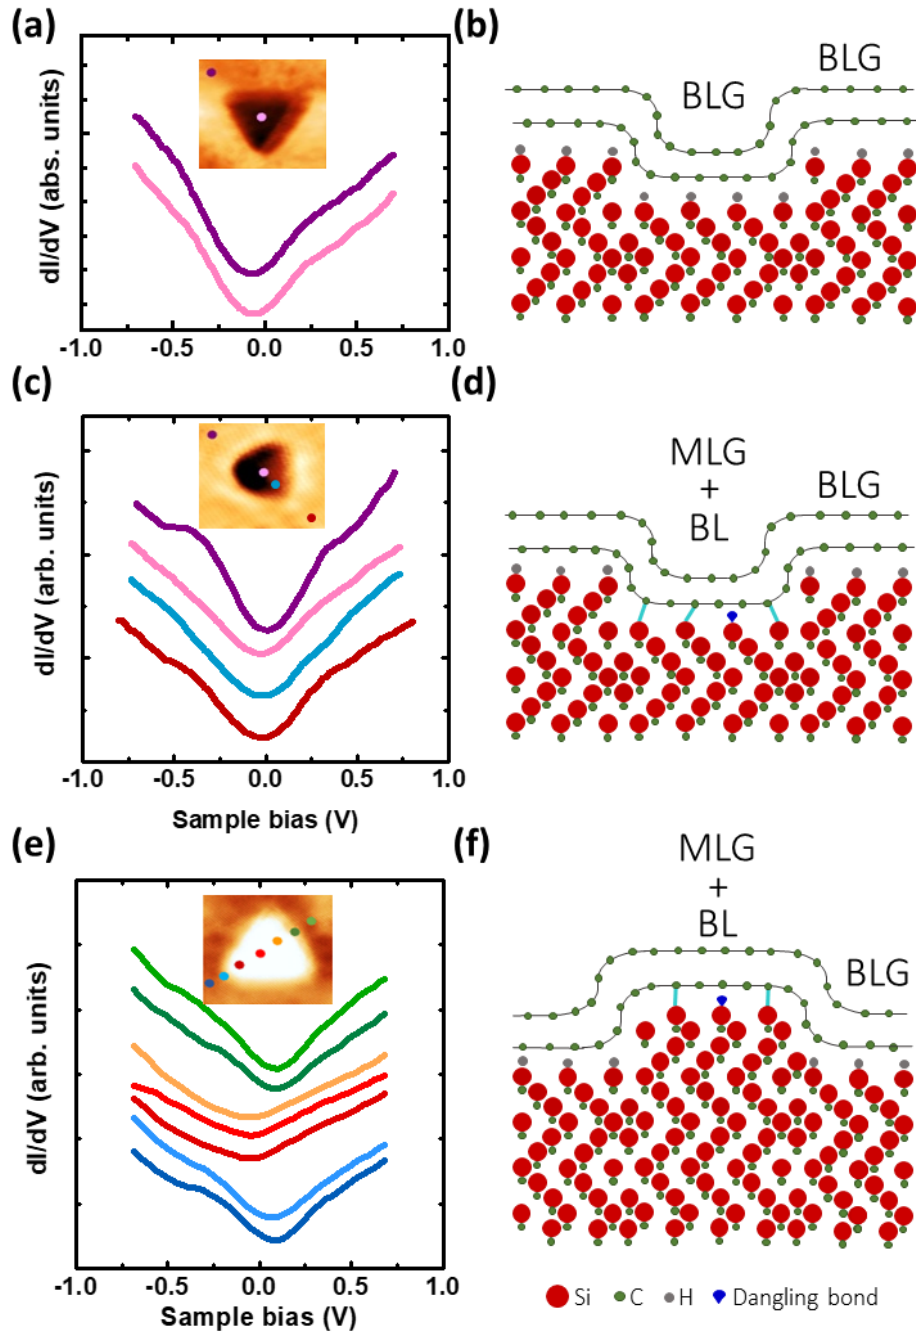 (a)
(b)
dI/dV (abs. units)
-1.0 -0.5 0.0 0.5 1.0
BLG
BLG
(c)
(d)
dI/dV (arb. units)
-1.0 -0.5 0.0 0.5 1.0
Sample bias (V)
MLG
+
BL
BLG
(e)
(f)
dI/dV (arb. units)
-1.0 -0.5 0.0 0.5 1.0
Sample bias (V)
MLG
+
BL
BLG
Si C H Dangling bond